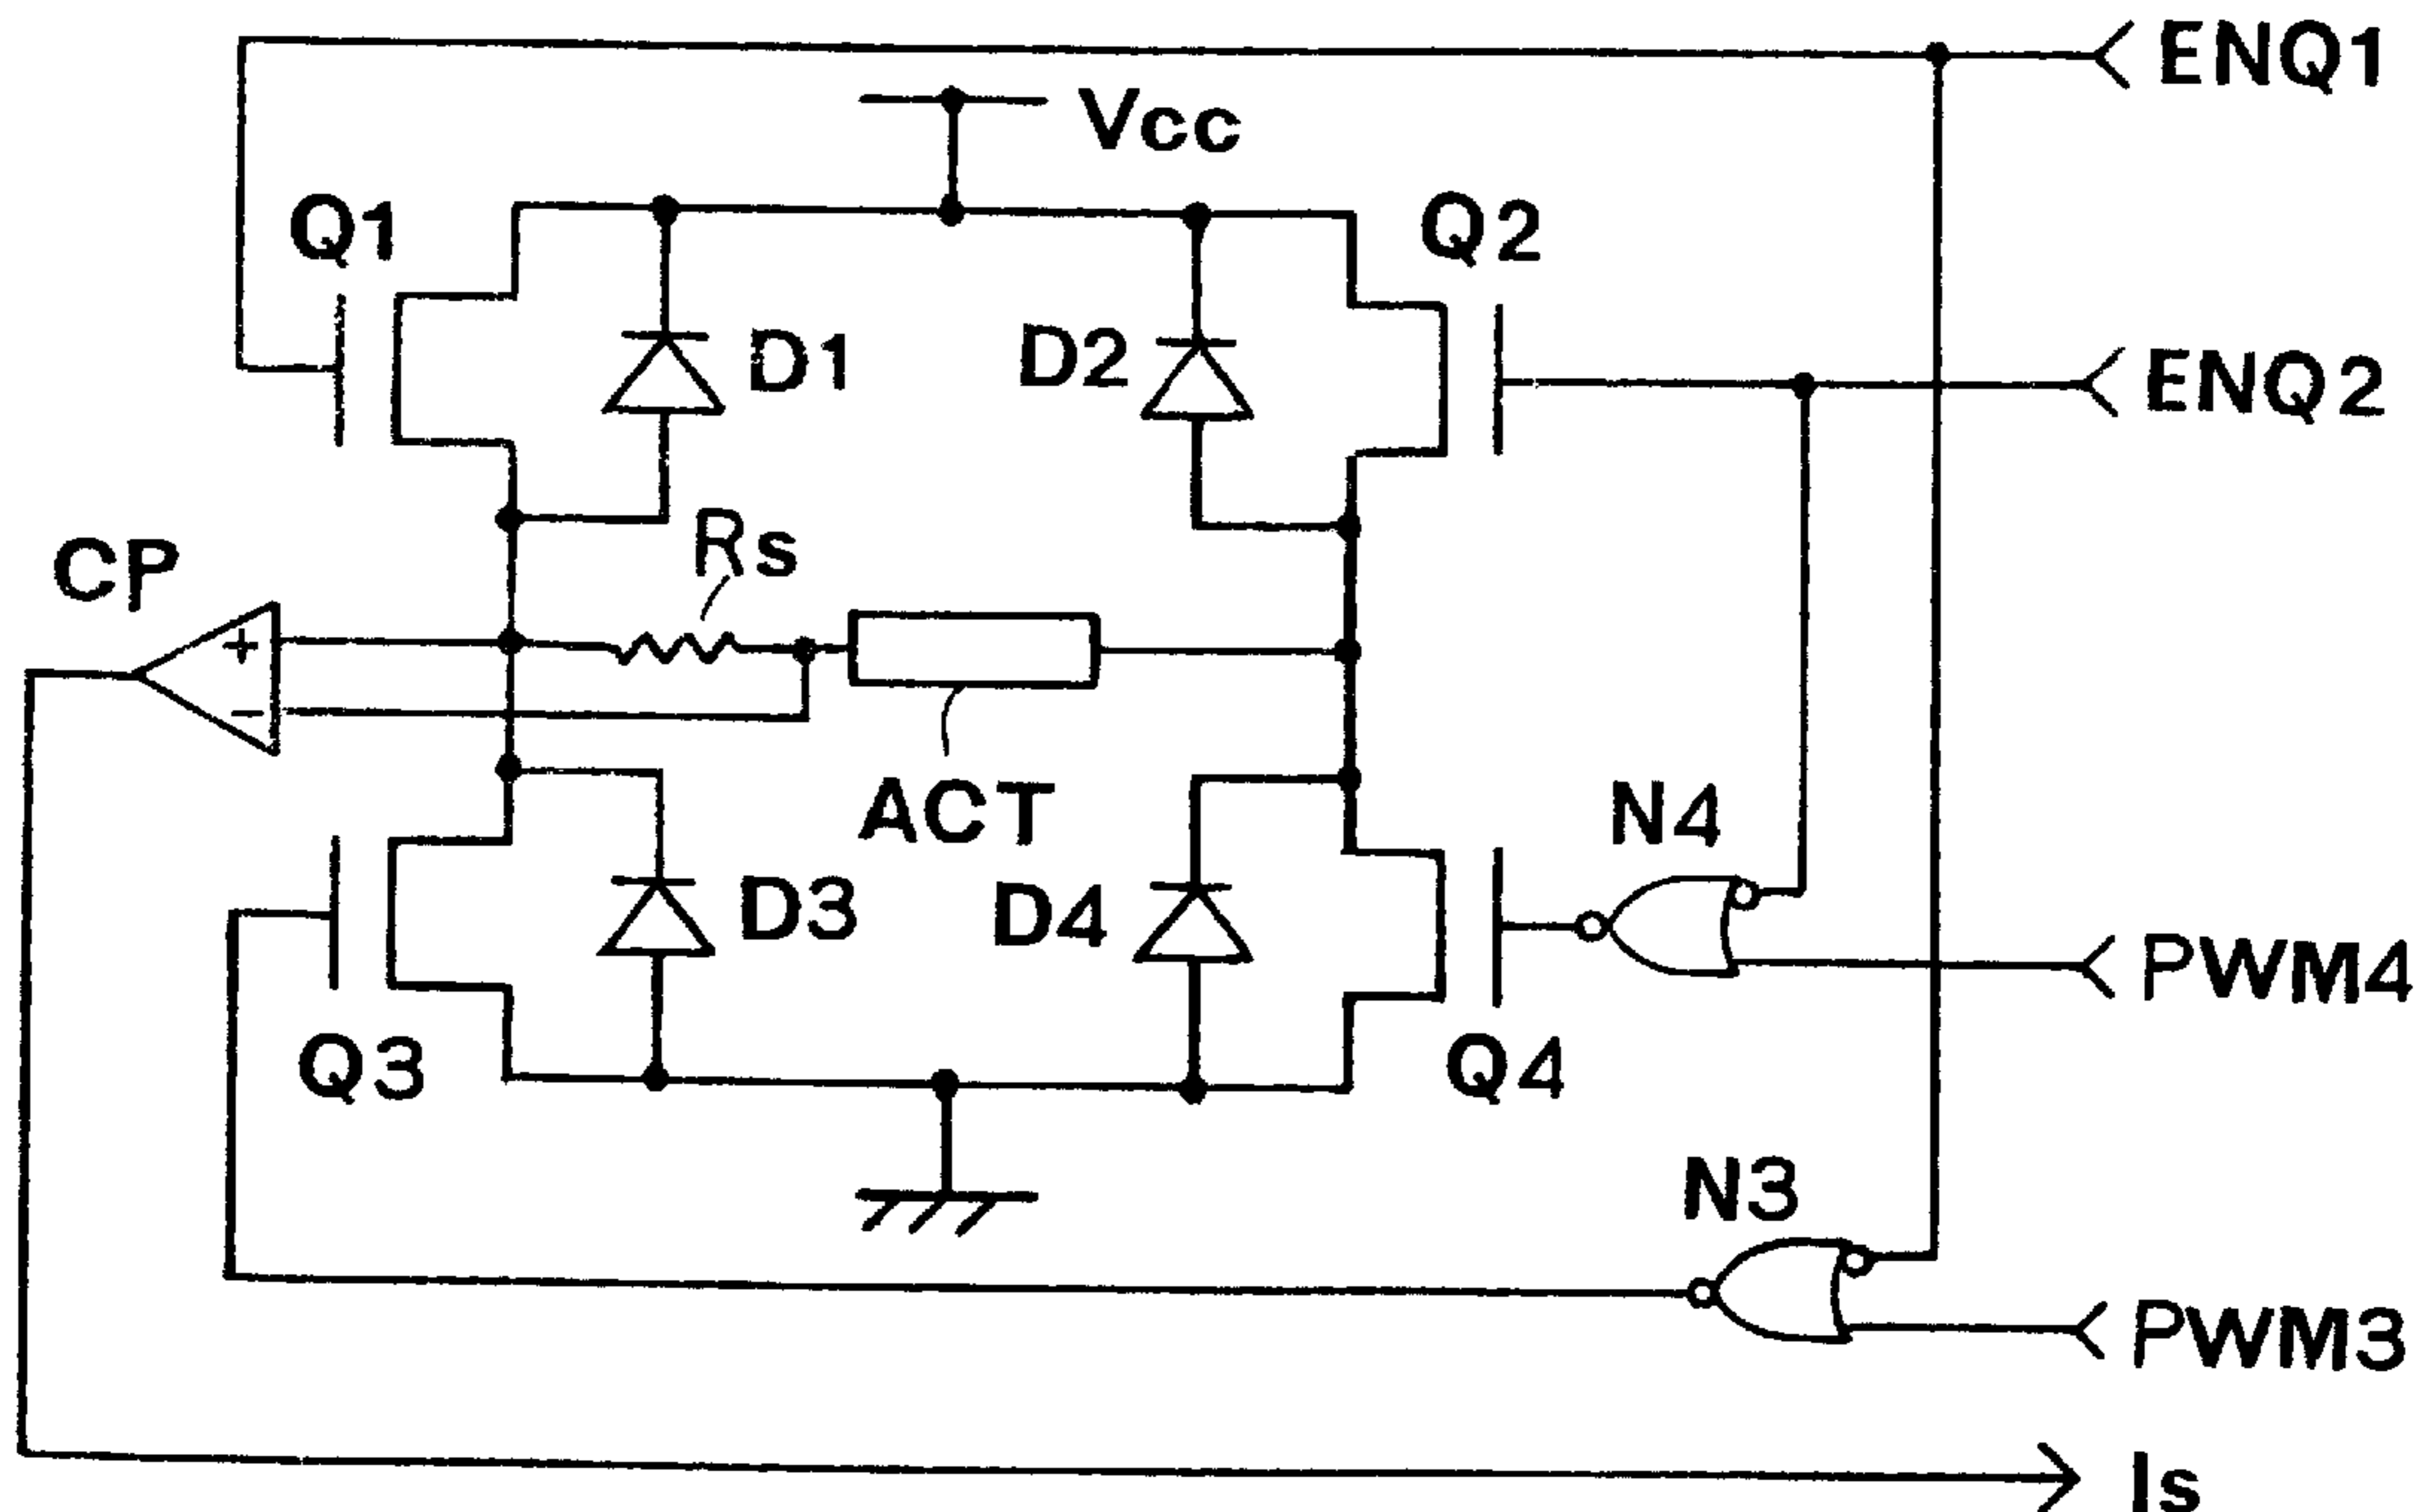 ENQ1
Vcc
Q1
Q2
D1
D2
ENQ2
Rs
CP
+
−
ACT
N4
D3
D4
PWM4
Q3
Q4
N3
PWM3
Is